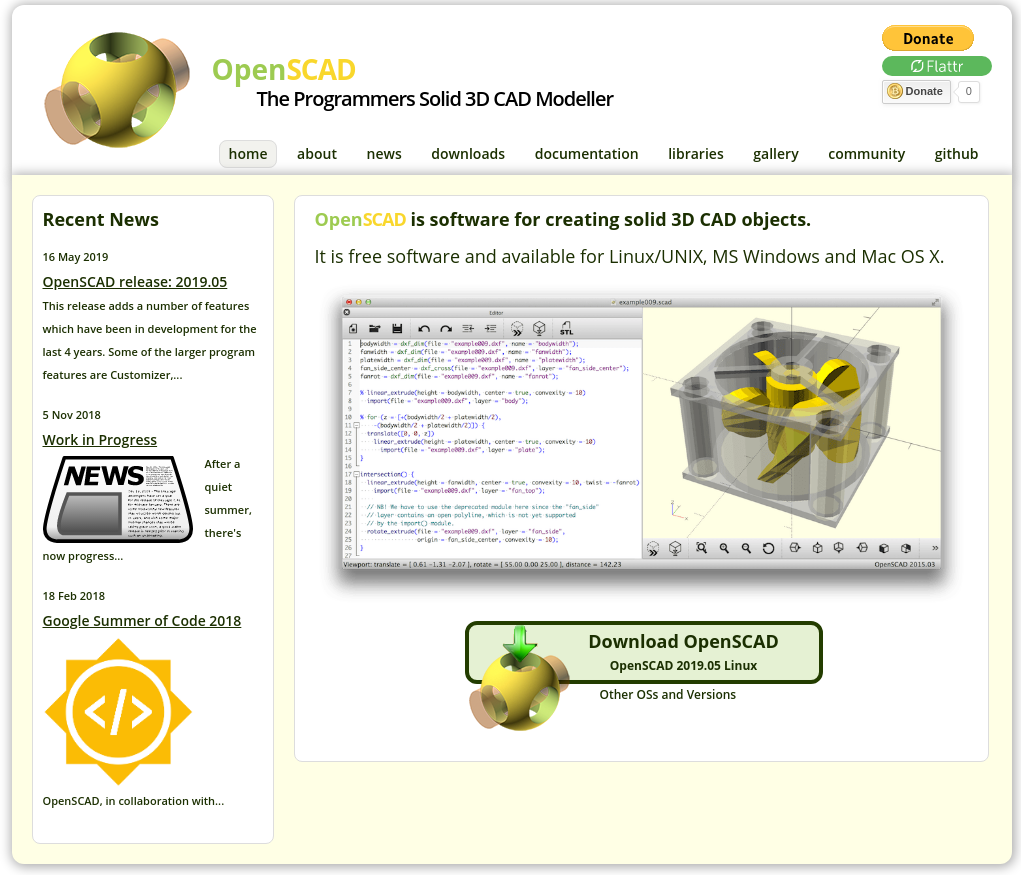 OpenSCAD
The Programmers Solid 3D CAD Modeller
Donate
Flattr
Donate 0
home about news downloads documentation libraries gallery community github
Recent News
16 May 2019
OpenSCAD release: 2019.05
This release adds a number of features
which have been in development for the
last 4 years. Some of the larger program
features are Customizer,...
5 Nov 2018
Work in Progress
NEWS
After a
quiet
summer,
there's
now progress...
18 Feb 2018
Google Summer of Code 2018
</>
OpenSCAD, in collaboration with...
OpenSCAD is software for creating solid 3D CAD objects.
It is free software and available for Linux/UNIX, MS Windows and Mac OS X.
example009.scad
Editor
STL
1 bodywidth = dxf_dim(file = "example009.dxf", name = "bodywidth");
2 fanwidth = dxf_dim(file = "example009.dxf", name = "fanwidth");
3 platewidth = dxf_dim(file = "example009.dxf", name = "platewidth");
4 fan_side_center = dxf_cross(file = "example009.dxf", layer = "fan_side_center");
5 fanrot = dxf_dim(file = "example009.dxf", name = "fanrot");
6
7 % linear_extrude(height = bodywidth, center = true, convexity = 10)
8 import(file = "example009.dxf", layer = "body");
9
10 % for (z = [+(bodywidth/2 + platewidth/2),
11 -(bodywidth/2 + platewidth/2)]) {
12 translate([0, 0, z])
13 linear_extrude(height = platewidth, center = true, convexity = 10)
14 import(file = "example009.dxf", layer = "plate");
15 }
16
17 intersection() {
18 linear_extrude(height = fanwidth, center = true, convexity = 10, twist = -fanrot)
19 import(file = "example009.dxf", layer = "fan_top");
20
21 // NB! We have to use the deprecated module here since the "fan_side"
22 // layer contains an open polyline, which is not yet supported
23 // by the import() module.
24 rotate_extrude(file = "example009.dxf", layer = "fan_side",
25 origin = fan_side_center, convexity = 10);
26 }
27
Viewport: translate = [ 0.61 -1.31 -2.07 ], rotate = [ 55.00 0.00 25.00 ], distance = 142.23 OpenSCAD 2015.03
Download OpenSCAD
OpenSCAD 2019.05 Linux
Other OSs and Versions